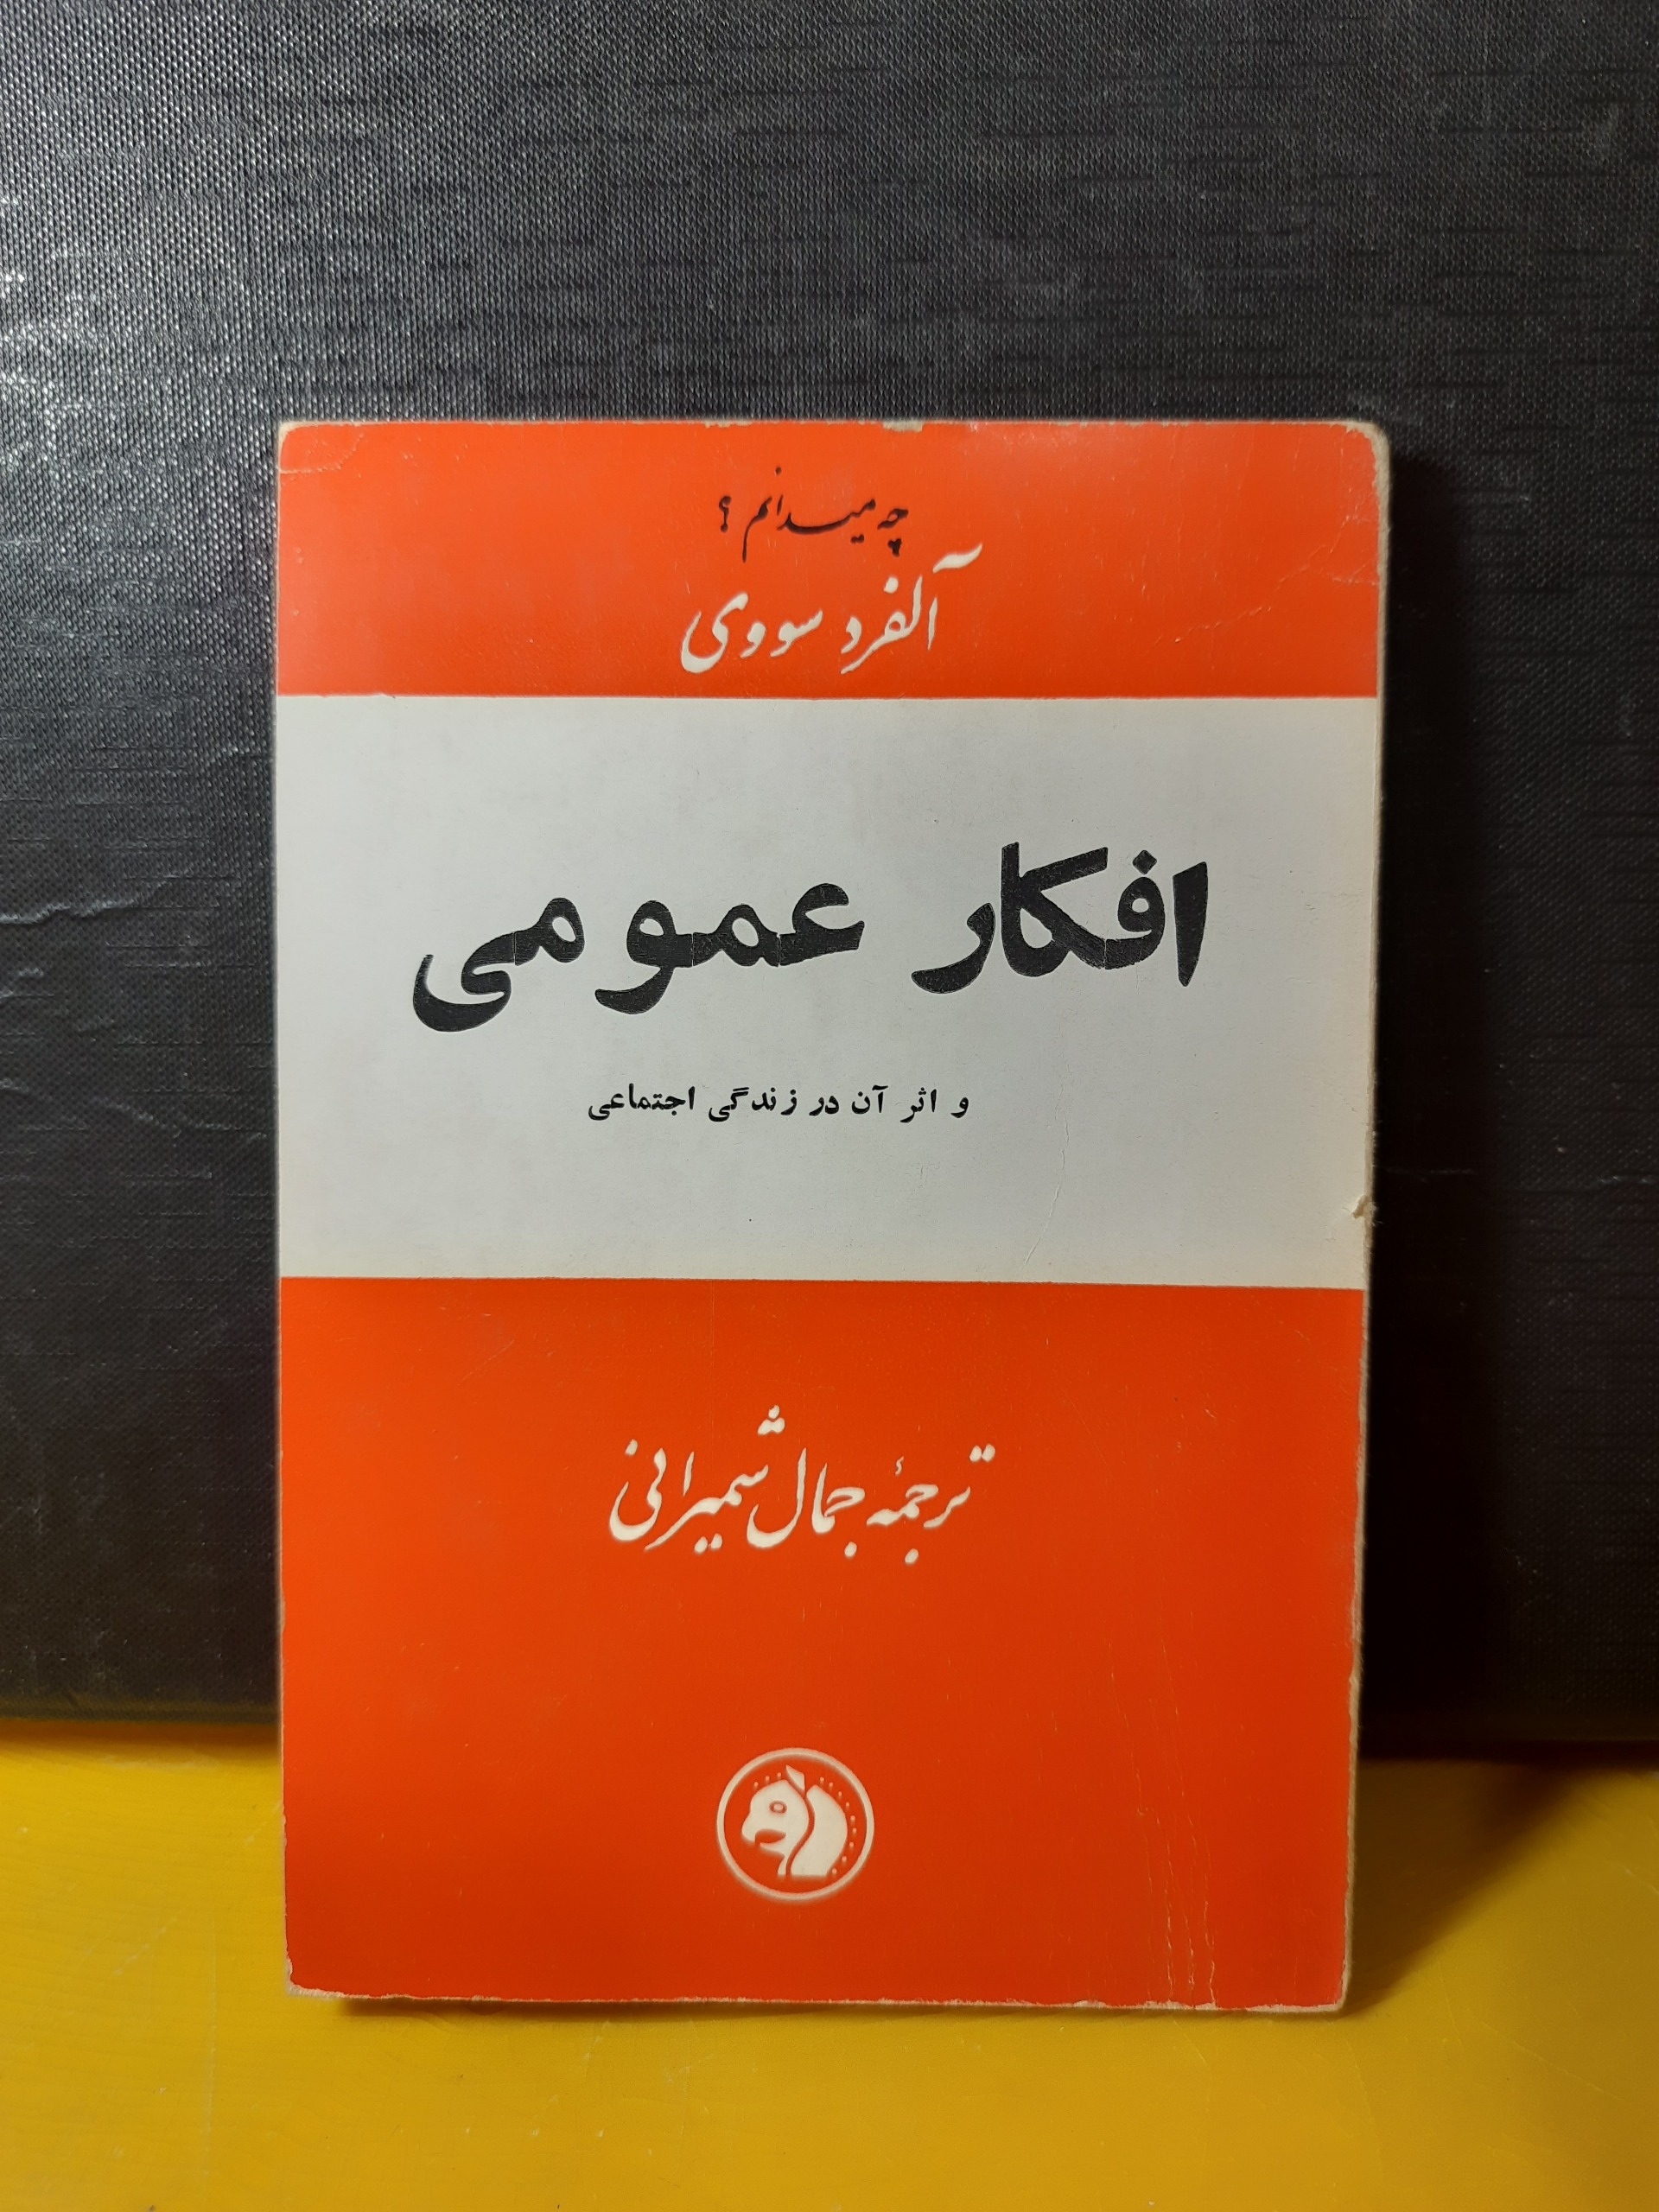 چه میدانم؟
آلفرد سووی
افکار عمومی
و اثر آن در زندگی اجتماعی
ترجمهٔ جمال شمیرانی